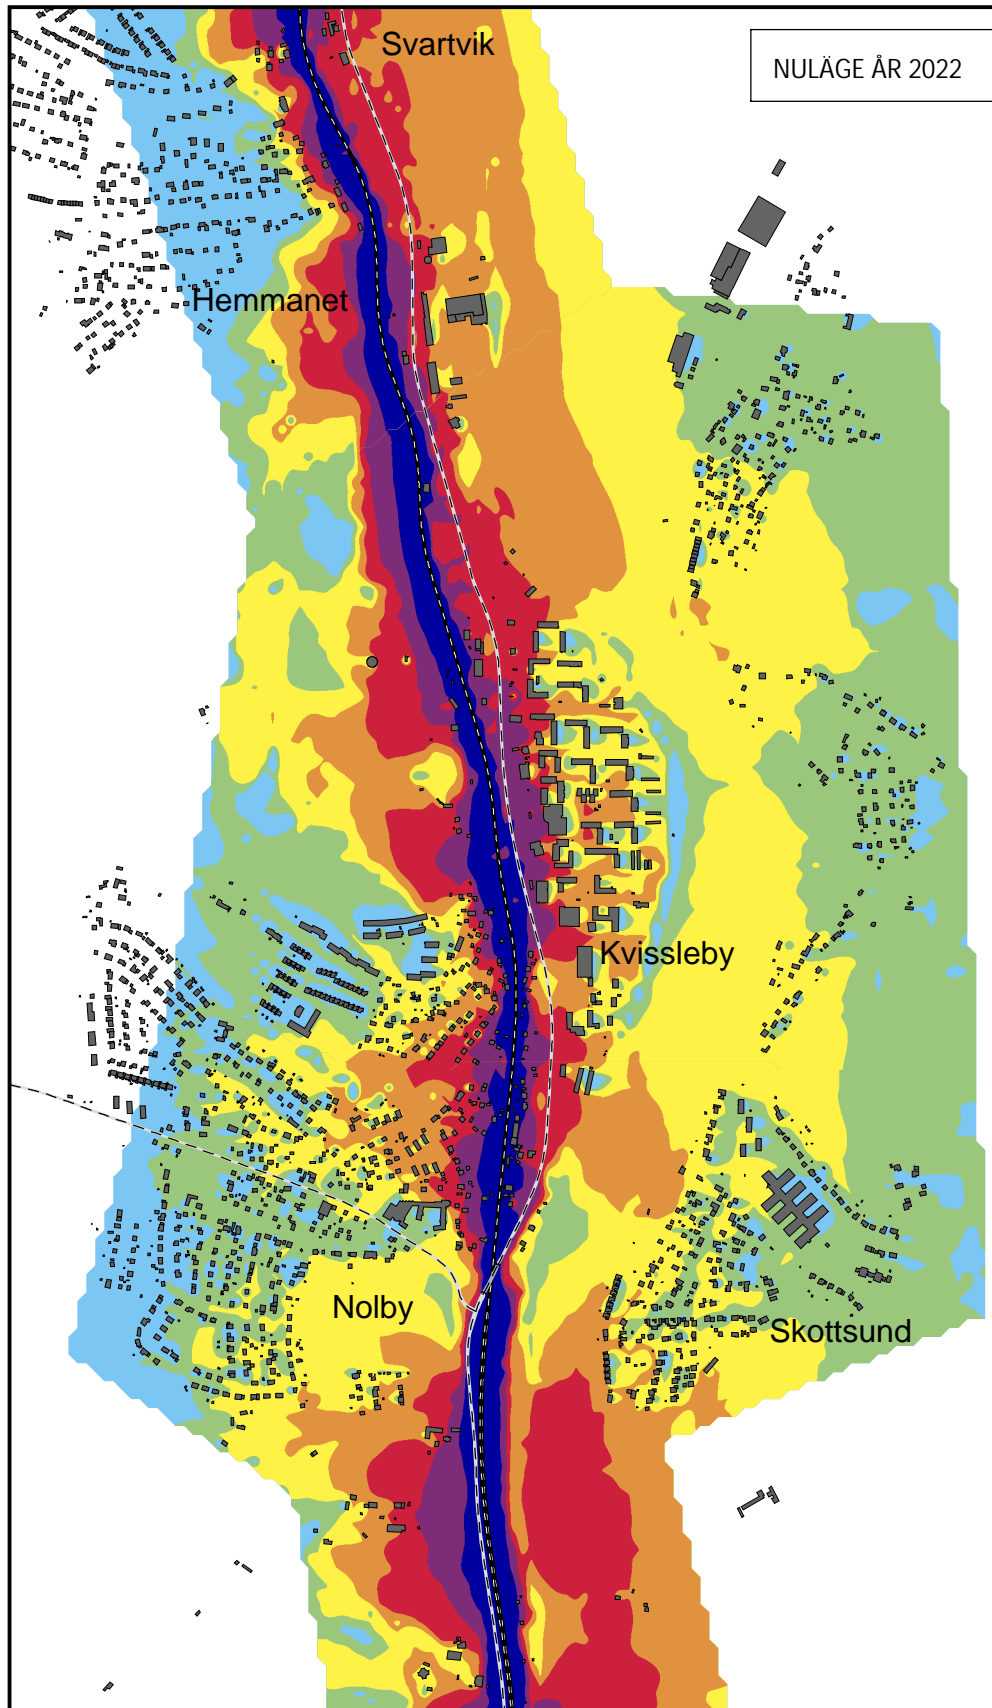 Svartvik
NULÄGE ÅR 2022
Hemmanet
Kvissleby
Nolby
Skottsund